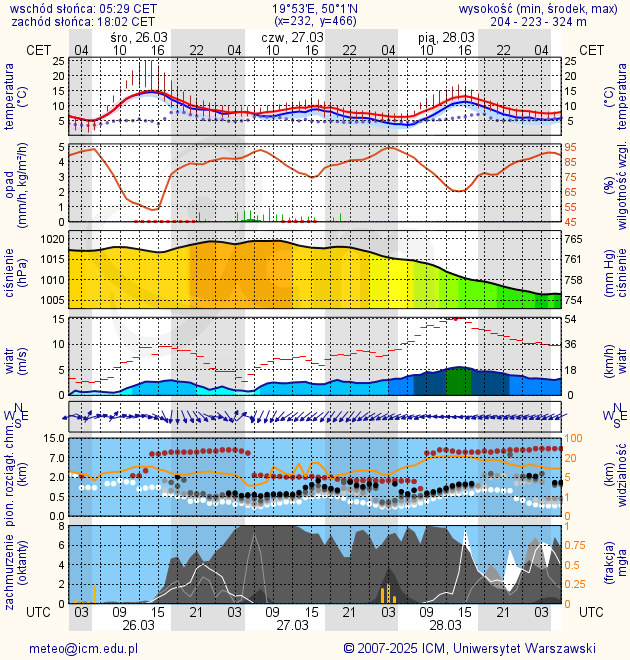 wschód słońca: 05:29 CET 19°53'E, 50°1'N wysokość (min, środek, max)
zachód słońca: 18:02 CET (x=232, y=466) 204 - 223 - 324 m
śro, 26.03 czw, 27.03 pią, 28.03
CET 04 10 16 22 04 10 16 22 04 10 16 22 04 CET
temperatura (°C)
25 20 15 10 5
25 20 15 10 5
temperatura (°C)
opad (mm/h, kg/m²/h)
5 4 3 2 1 0
95 85 75 65 55 45
(%) wilgotność wzgl.
ciśnienie (hPa)
1020 1015 1010 1005
765 761 758 754
(mm Hg) ciśnienie
wiatr (m/s)
15 10 5 0
54 36 18 0
(km/h) wiatr
N W E S
N W E S
pion. rozciągł. chm. (km)
15.0 7.0 2.0 0.5 0.2 0.0
100 20 5 1 0
(km) widzialność
zachmurzenie (oktanty)
8 6 4 2 0
1 0.75 0.5 0.25 0
(frakcja) mgła
UTC 03 09 15 21 03 09 15 21 03 09 15 21 03 UTC
26.03 27.03 28.03
meteo@icm.edu.pl © 2007-2025 ICM, Uniwersytet Warszawski